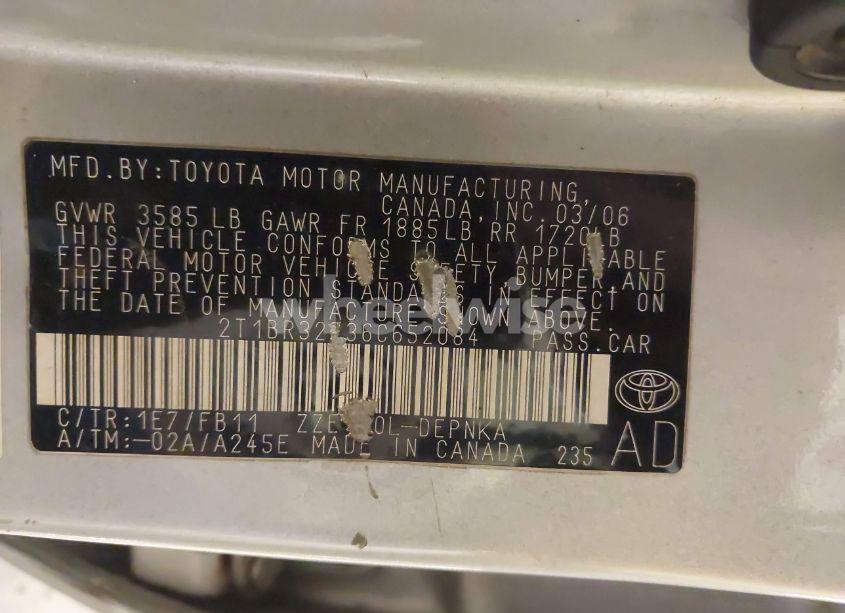 MFD.BY:TOYOTA MOTOR MANUFACTURING,
CANADA, INC. 03/06
GVWR 3585 LB GAWR FR 1885LB RR 1720LB
THIS VEHICLE CONFORMS TO ALL APPLICABLE
FEDERAL MOTOR VEHICLE SAFETY BUMPER, AND
THEFT PREVENTION STANDARDS IN EFFECT ON
THE DATE OF MANUFACTURE SHOWN ABOVE.
PASS.CAR
C/TR:1E7/FB11
A/TM:-02A/A245E MADE IN CANADA 235 AD
wheelwise